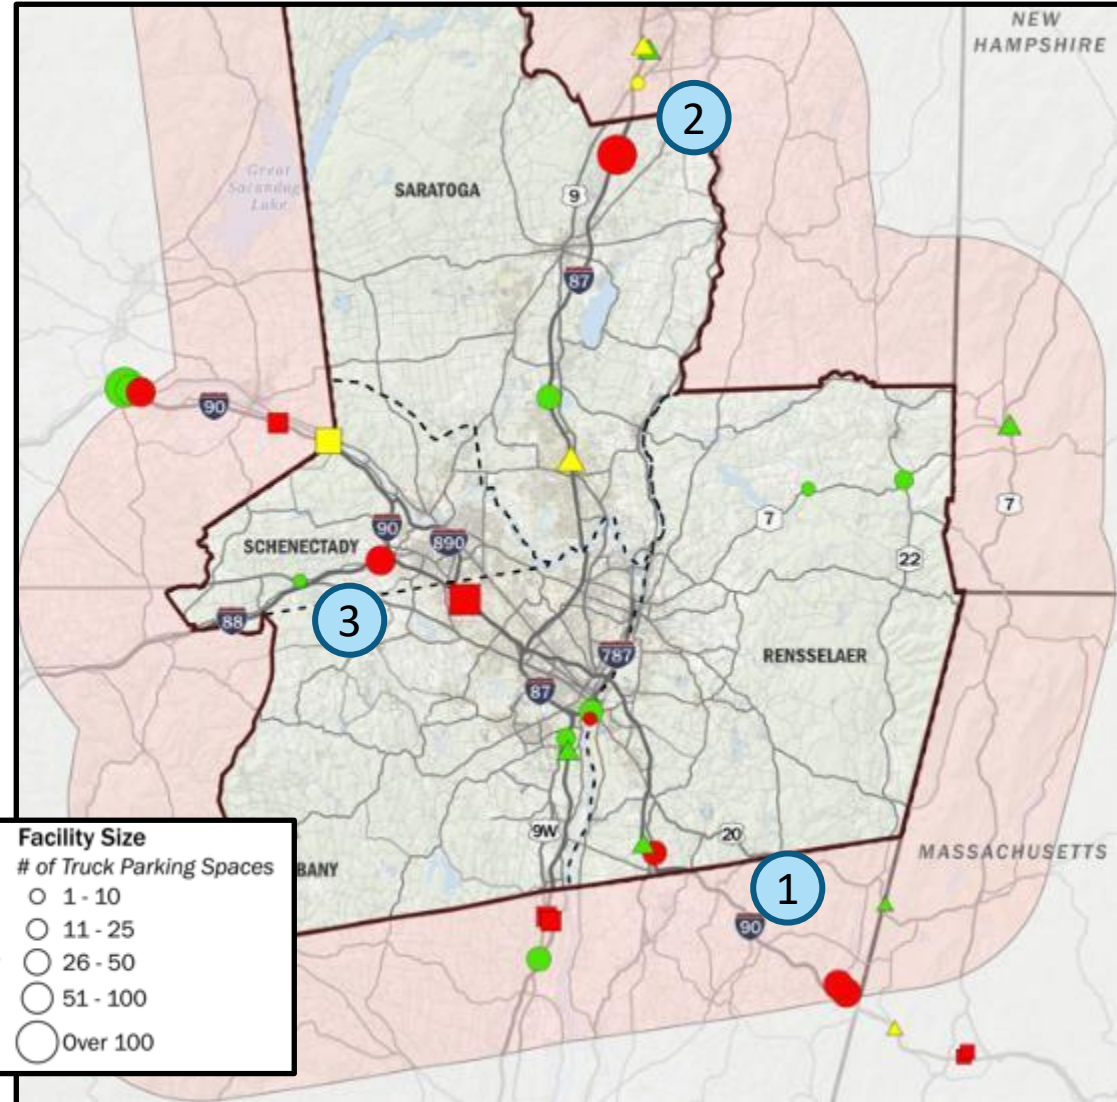 NEW
HAMPSHIRE
2
Great
Sacandaga
Lake
SARATOGA
9
87
90
7
7
90
890
SCHENECTADY
22
88
3
787
RENSSELAER
87
9W
20
MASSACHUSETTS
BANY
1
90
Facility Size
# of Truck Parking Spaces
1 - 10
11 - 25
26 - 50
51 - 100
Over 100